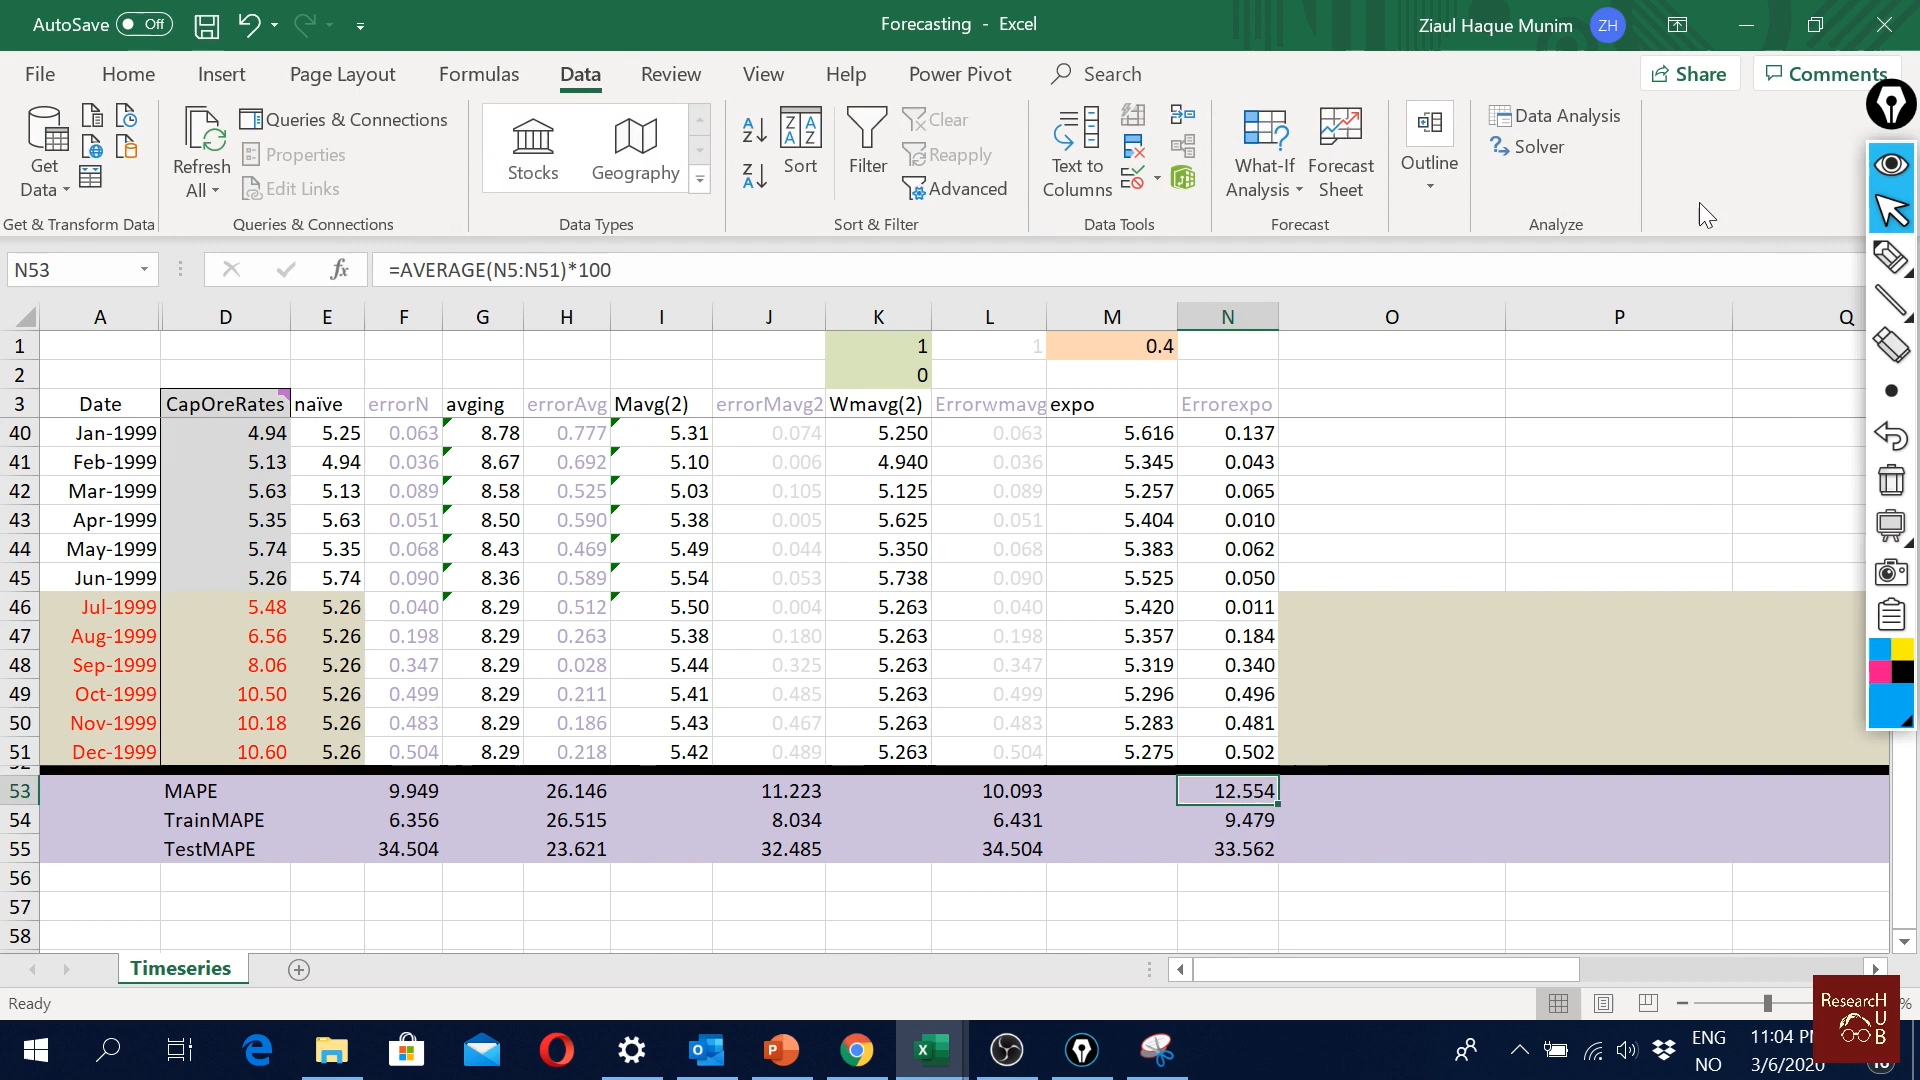 AutoSave Off
Forecasting - Excel
Ziaul Haque Munim ZH
File Home Insert Page Layout Formulas Data Review View Help Power Pivot Search Share Comments
Get Data
Get & Transform Data
Refresh All
Queries & Connections
Properties
Edit Links
Queries & Connections
Stocks
Geography
Data Types
Sort
Filter
Clear
Reapply
Advanced
Sort & Filter
Text to Columns
Data Tools
What-If Analysis
Forecast Sheet
Forecast
Outline
Data Analysis
Solver
Analyze
N53 fx =AVERAGE(N5:N51)*100
A D E F G H I J K L M N O P Q
1 1 1 0.4
2 0
3 Date CapOreRates naïve errorN avging errorAvg Mavg(2) errorMavg2 Wmavg(2) Errorwmavg expo Errorexpo
40 Jan-1999 4.94 5.25 0.063 8.78 0.777 5.31 0.074 5.250 0.063 5.616 0.137
41 Feb-1999 5.13 4.94 0.036 8.67 0.692 5.10 0.006 4.940 0.036 5.345 0.043
42 Mar-1999 5.63 5.13 0.089 8.58 0.525 5.03 0.105 5.125 0.089 5.257 0.065
43 Apr-1999 5.35 5.63 0.051 8.50 0.590 5.38 0.005 5.625 0.051 5.404 0.010
44 May-1999 5.74 5.35 0.068 8.43 0.469 5.49 0.044 5.350 0.068 5.383 0.062
45 Jun-1999 5.26 5.74 0.090 8.36 0.589 5.54 0.053 5.738 0.090 5.525 0.050
46 Jul-1999 5.48 5.26 0.040 8.29 0.512 5.50 0.004 5.263 0.040 5.420 0.011
47 Aug-1999 6.56 5.26 0.198 8.29 0.263 5.38 0.180 5.263 0.198 5.357 0.184
48 Sep-1999 8.06 5.26 0.347 8.29 0.028 5.44 0.325 5.263 0.347 5.319 0.340
49 Oct-1999 10.50 5.26 0.499 8.29 0.211 5.41 0.485 5.263 0.499 5.296 0.496
50 Nov-1999 10.18 5.26 0.483 8.29 0.186 5.43 0.467 5.263 0.483 5.283 0.481
51 Dec-1999 10.60 5.26 0.504 8.29 0.218 5.42 0.489 5.263 0.504 5.275 0.502
53 MAPE 9.949 26.146 11.223 10.093 12.554
54 TrainMAPE 6.356 26.515 8.034 6.431 9.479
55 TestMAPE 34.504 23.621 32.485 34.504 33.562
56
57
58
Timeseries
Ready
%
ResearcH
U
B
ENG
NO
11:04
3/6/2020